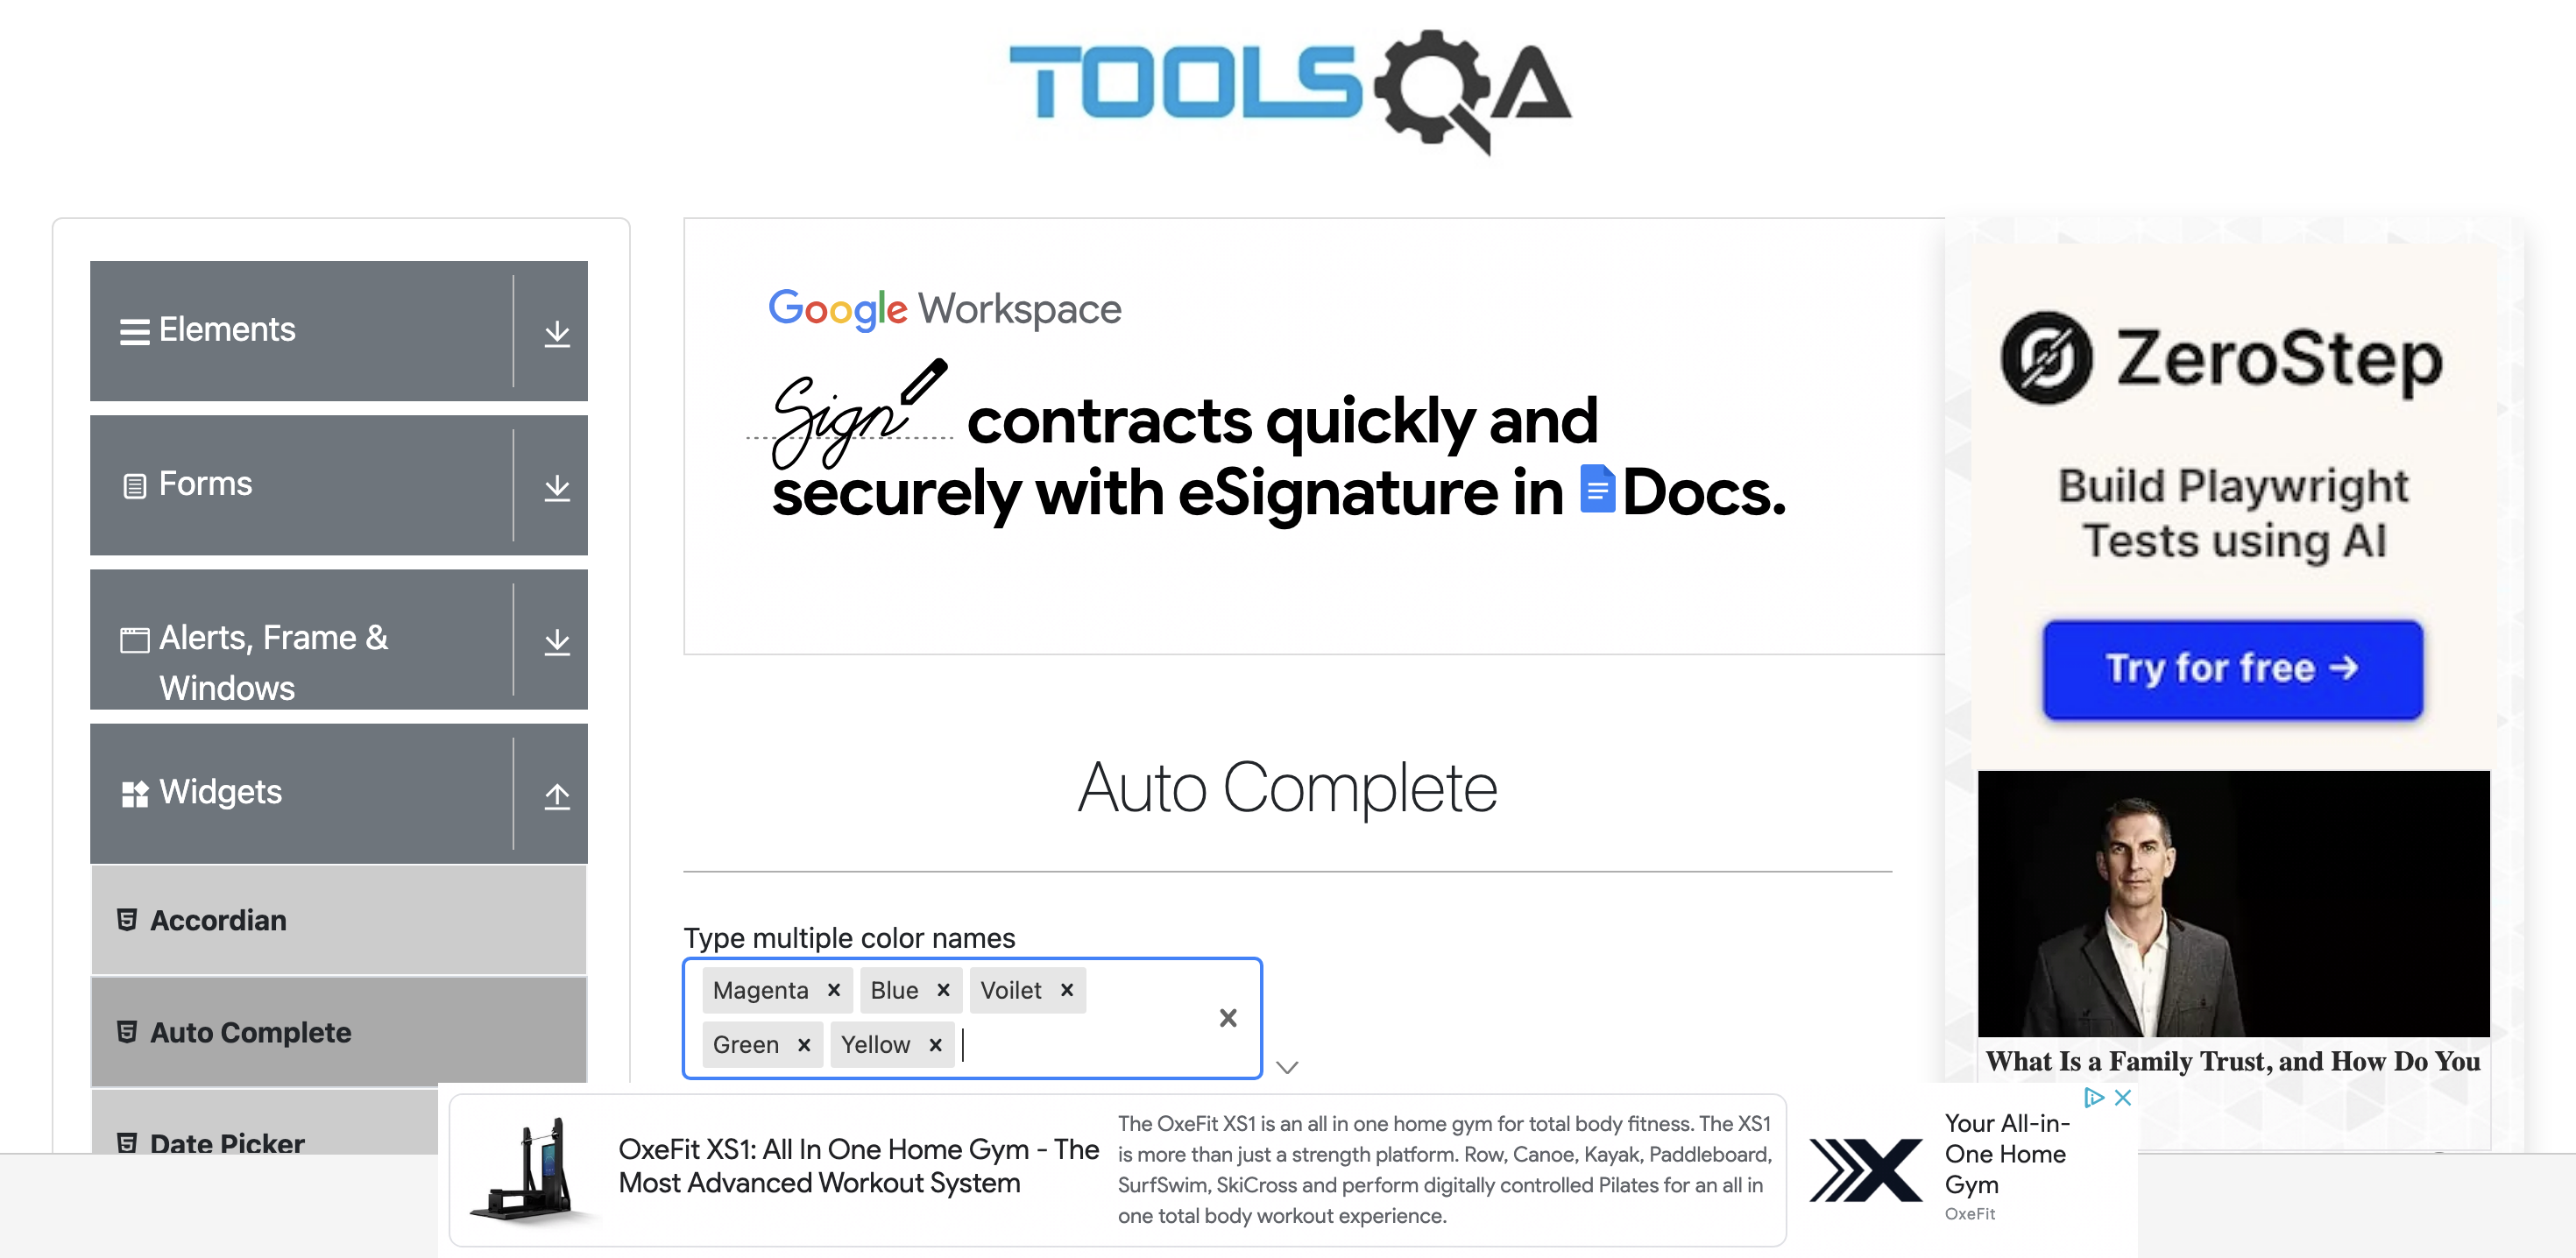 TOOLSQA
Elements
Forms
Alerts, Frame &
Windows
Widgets
Accordian
Auto Complete
Date Picker
Google Workspace
Sign contracts quickly and
securely with eSignature in Docs.
Auto Complete
Type multiple color names
Magenta × Blue × Voilet ×
Green × Yellow ×
ZeroStep
Build Playwright
Tests using AI
Try for free →
What Is a Family Trust, and How Do You
OxeFit XS1: All In One Home Gym - The
Most Advanced Workout System
The OxeFit XS1 is an all in one home gym for total body fitness. The XS1
is more than just a strength platform. Row, Canoe, Kayak, Paddleboard,
SurfSwim, SkiCross and perform digitally controlled Pilates for an all in
one total body workout experience.
Your All-in-
One Home
Gym
OxeFit